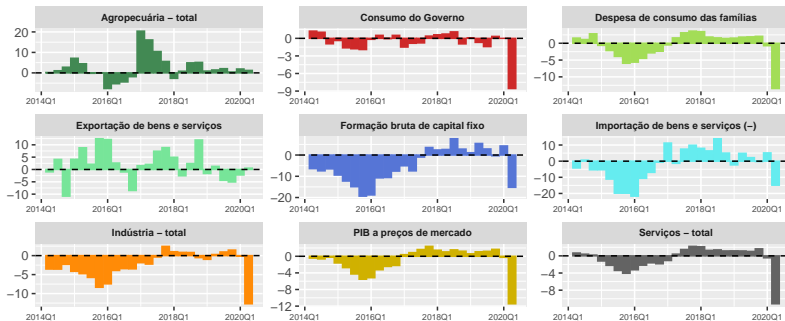 Agropecuária – total
20
10
0
2014Q1 2016Q1 2018Q1 2020Q1
Consumo do Governo
0
−3
−6
−9
2014Q1 2016Q1 2018Q1 2020Q1
Despesa de consumo das famílias
0
−5
−10
2014Q1 2016Q1 2018Q1 2020Q1
Exportação de bens e serviços
10
5
0
−5
−10
2014Q1 2016Q1 2018Q1 2020Q1
Formação bruta de capital fixo
0
−10
−20
2014Q1 2016Q1 2018Q1 2020Q1
Importação de bens e serviços (−)
10
0
−10
−20
2014Q1 2016Q1 2018Q1 2020Q1
Indústria – total
0
−5
−10
2014Q1 2016Q1 2018Q1 2020Q1
PIB a preços de mercado
0
−4
−8
−12
2014Q1 2016Q1 2018Q1 2020Q1
Serviços – total
0
−4
−8
2014Q1 2016Q1 2018Q1 2020Q1